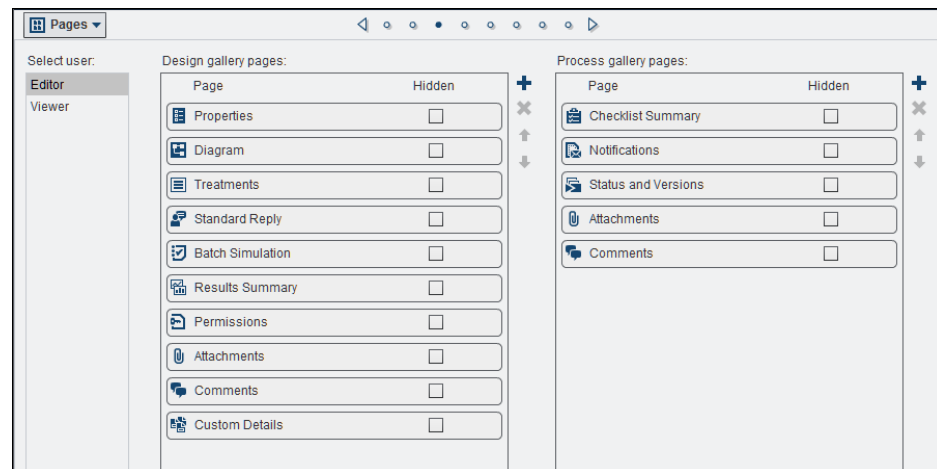 Pages
Select user:
Editor
Viewer
Design gallery pages:
Page Hidden
Properties
Diagram
Treatments
Standard Reply
Batch Simulation
Results Summary
Permissions
Attachments
Comments
Custom Details
Process gallery pages:
Page Hidden
Checklist Summary
Notifications
Status and Versions
Attachments
Comments